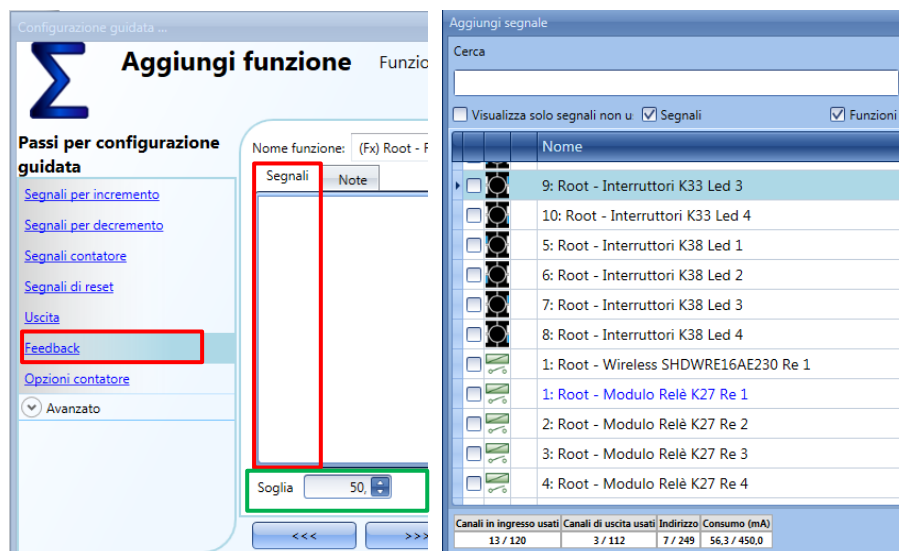 Configurazione guidata ...
Aggiungi funzione Funzio
Passi per configurazione
guidata
Segnali per incremento
Segnali per decremento
Segnali contatore
Segnali di reset
Uscita
Feedback
Opzioni contatore
Avanzato
Nome funzione: (Fx) Root - F
Segnali Note
Soglia 50,
<<< >>>
Aggiungi segnale
Cerca
Visualizza solo segnali non u Segnali Funzioni
Nome
9: Root - Interruttori K33 Led 3
10: Root - Interruttori K33 Led 4
5: Root - Interruttori K38 Led 1
6: Root - Interruttori K38 Led 2
7: Root - Interruttori K38 Led 3
8: Root - Interruttori K38 Led 4
1: Root - Wireless SHDWRE16AE230 Re 1
1: Root - Modulo Relè K27 Re 1
2: Root - Modulo Relè K27 Re 2
3: Root - Modulo Relè K27 Re 3
4: Root - Modulo Relè K27 Re 4
Canali in ingresso usati Canali di uscita usati Indirizzo Consumo (mA)
13 / 120 3 / 112 7 / 249 56,3 / 450,0